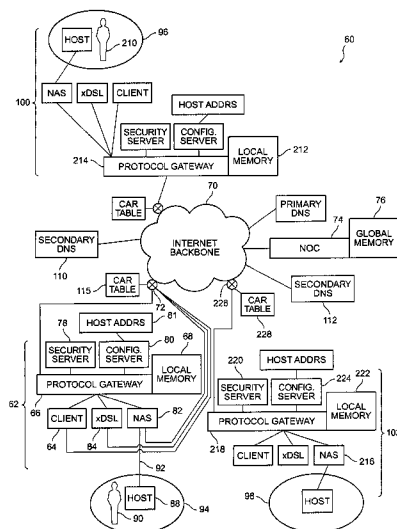 96
60
HOST
210
100
NAS
xDSL
CLIENT
HOST ADDRS
SECURITY SERVER
CONFIG. SERVER
212
214
PROTOCOL GATEWAY
LOCAL MEMORY
70
CAR TABLE
PRIMARY DNS
74
76
INTERNET BACKBONE
NOC
GLOBAL MEMORY
SECONDARY DNS
110
226
CAR TABLE
115
72
SECONDARY DNS
112
CAR TABLE
228
HOST ADDRS
81
78
80
68
SECURITY SERVER
CONFIG. SERVER
62
PROTOCOL GATEWAY
LOCAL MEMORY
66
CLIENT
xDSL
NAS
82
64
84
HOST ADDRS
220
224
222
SECURITY SERVER
CONFIG. SERVER
PROTOCOL GATEWAY
LOCAL MEMORY
218
102
CLIENT
xDSL
NAS
216
92
HOST
88
90
94
98
HOST